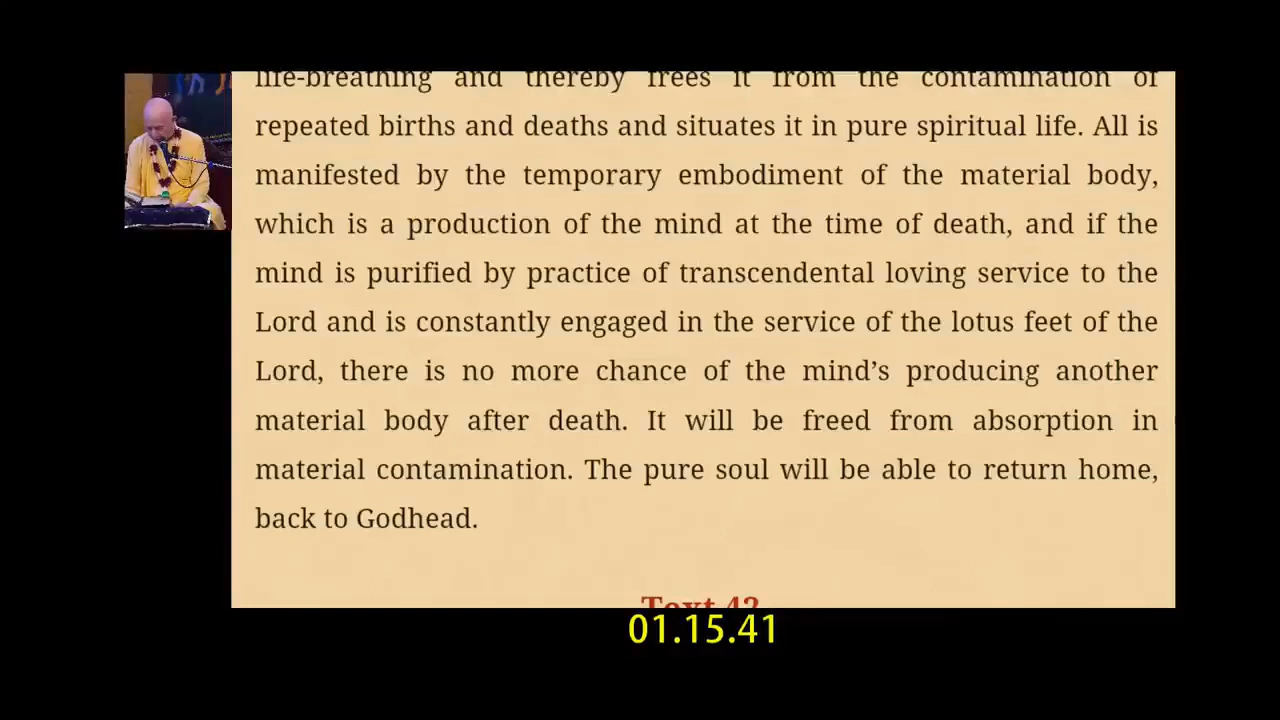 life-breathing and thereby frees it from the contamination of
repeated births and deaths and situates it in pure spiritual life. All is
manifested by the temporary embodiment of the material body,
which is a production of the mind at the time of death, and if the
mind is purified by practice of transcendental loving service to the
Lord and is constantly engaged in the service of the lotus feet of the
Lord, there is no more chance of the mind’s producing another
material body after death. It will be freed from absorption in
material contamination. The pure soul will be able to return home,
back to Godhead.
Text 42
01.15.41